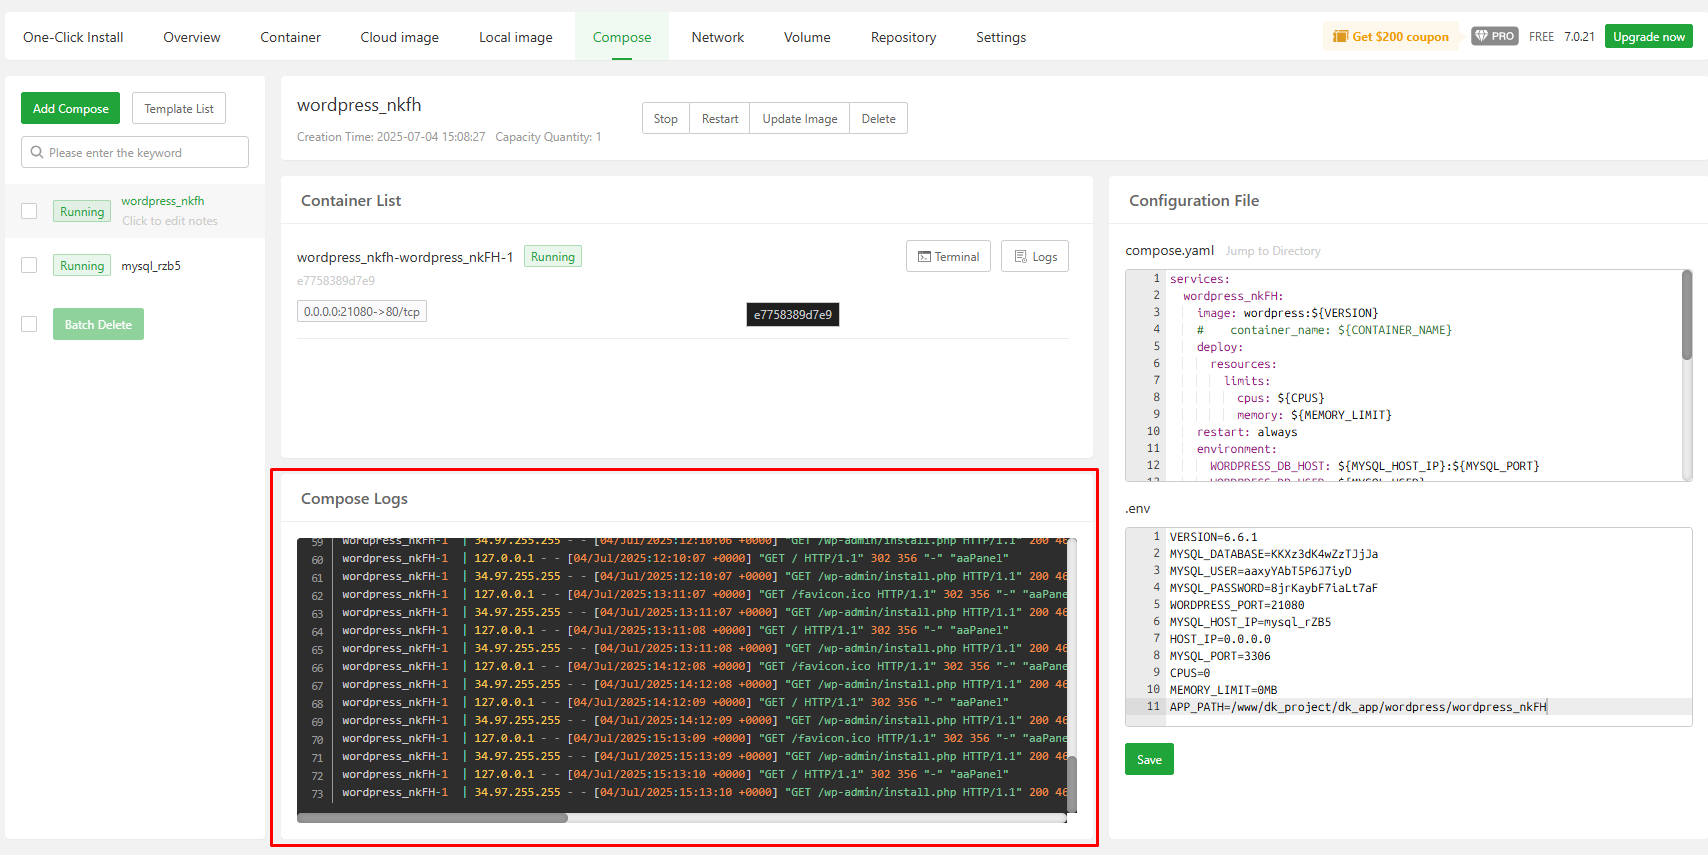 One-Click Install Overview Container Cloud image Local image Compose Network Volume Repository Settings Get $200 coupon PRO FREE 7.0.21 Upgrade now
Add Compose Template List
Please enter the keyword
Running wordpress_nkfh
Click to edit notes
Running mysql_rzb5
Batch Delete
wordpress_nkfh
Creation Time: 2025-07-04 15:08:27 Capacity Quantity: 1
Stop Restart Update Image Delete
Container List
wordpress_nkfh-wordpress_nkFH-1 Running Terminal Logs
e7758389d7e9
0.0.0.0:21080->80/tcp
e7758389d7e9
Compose Logs
59 wordpress_nkFH-1 | 34.97.255.255 - - [04/Jul/2025:12:10:06 +0000] "GET /wp-admin/install.php HTTP/1.1" 200 46
60 wordpress_nkFH-1 | 127.0.0.1 - - [04/Jul/2025:12:10:07 +0000] "GET / HTTP/1.1" 302 356 "-" "aaPanel"
61 wordpress_nkFH-1 | 34.97.255.255 - - [04/Jul/2025:12:10:07 +0000] "GET /wp-admin/install.php HTTP/1.1" 200 46
62 wordpress_nkFH-1 | 127.0.0.1 - - [04/Jul/2025:13:11:07 +0000] "GET /favicon.ico HTTP/1.1" 302 356 "-" "aaPane
63 wordpress_nkFH-1 | 34.97.255.255 - - [04/Jul/2025:13:11:07 +0000] "GET /wp-admin/install.php HTTP/1.1" 200 46
64 wordpress_nkFH-1 | 127.0.0.1 - - [04/Jul/2025:13:11:08 +0000] "GET / HTTP/1.1" 302 356 "-" "aaPanel"
65 wordpress_nkFH-1 | 34.97.255.255 - - [04/Jul/2025:13:11:08 +0000] "GET /wp-admin/install.php HTTP/1.1" 200 46
66 wordpress_nkFH-1 | 127.0.0.1 - - [04/Jul/2025:14:12:08 +0000] "GET /favicon.ico HTTP/1.1" 302 356 "-" "aaPane
67 wordpress_nkFH-1 | 34.97.255.255 - - [04/Jul/2025:14:12:08 +0000] "GET /wp-admin/install.php HTTP/1.1" 200 46
68 wordpress_nkFH-1 | 127.0.0.1 - - [04/Jul/2025:14:12:09 +0000] "GET / HTTP/1.1" 302 356 "-" "aaPanel"
69 wordpress_nkFH-1 | 34.97.255.255 - - [04/Jul/2025:14:12:09 +0000] "GET /wp-admin/install.php HTTP/1.1" 200 46
70 wordpress_nkFH-1 | 127.0.0.1 - - [04/Jul/2025:15:13:09 +0000] "GET /favicon.ico HTTP/1.1" 302 356 "-" "aaPane
71 wordpress_nkFH-1 | 34.97.255.255 - - [04/Jul/2025:15:13:09 +0000] "GET /wp-admin/install.php HTTP/1.1" 200 46
72 wordpress_nkFH-1 | 127.0.0.1 - - [04/Jul/2025:15:13:10 +0000] "GET / HTTP/1.1" 302 356 "-" "aaPanel"
73 wordpress_nkFH-1 | 34.97.255.255 - - [04/Jul/2025:15:13:10 +0000] "GET /wp-admin/install.php HTTP/1.1" 200 46
Configuration File
compose.yaml Jump to Directory
1 services:
2 wordpress_nkFH:
3 image: wordpress:${VERSION}
4 # container_name: ${CONTAINER_NAME}
5 deploy:
6 resources:
7 limits:
8 cpus: ${CPUS}
9 memory: ${MEMORY_LIMIT}
10 restart: always
11 environment:
12 WORDPRESS_DB_HOST: ${MYSQL_HOST_IP}:${MYSQL_PORT}
.env
1 VERSION=6.6.1
2 MYSQL_DATABASE=KKXz3dK4wZzTJjJa
3 MYSQL_USER=aaxyYAbT5P6J7iyD
4 MYSQL_PASSWORD=8jrKaybF7iaLt7aF
5 WORDPRESS_PORT=21080
6 MYSQL_HOST_IP=mysql_rZB5
7 HOST_IP=0.0.0.0
8 MYSQL_PORT=3306
9 CPUS=0
10 MEMORY_LIMIT=0MB
11 APP_PATH=/www/dk_project/dk_app/wordpress/wordpress_nkFH
Save